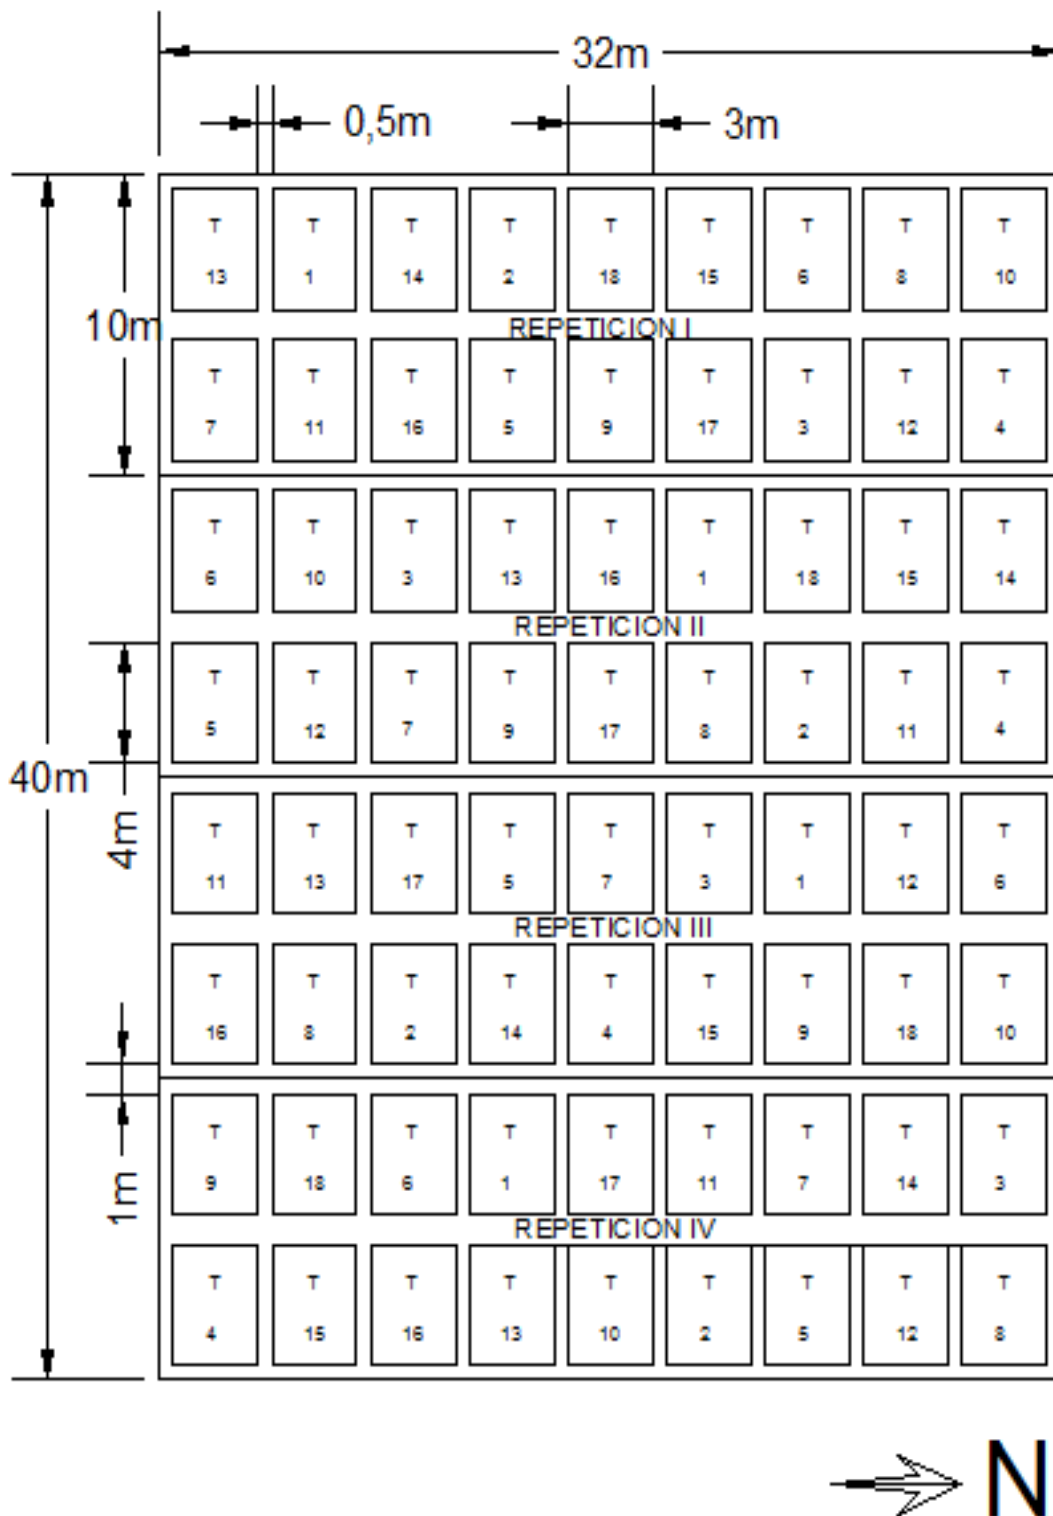 32m
0,5m 3m
T T T T T T T T T
13 1 14 2 18 15 6 8 10
10m
REPETICION I
T T T T T T T T T
7 11 16 5 9 17 3 12 4
T T T T T T T T T
6 10 3 13 16 1 18 15 14
REPETICION II
T T T T T T T T T
5 12 7 9 17 8 2 11 4
40m
4m
T T T T T T T T T
11 13 17 5 7 3 1 12 6
REPETICION III
T T T T T T T T T
16 8 2 14 4 15 9 18 10
1m
T T T T T T T T T
9 18 6 1 17 11 7 14 3
REPETICION IV
T T T T T T T T T
4 15 16 13 10 2 5 12 8
N